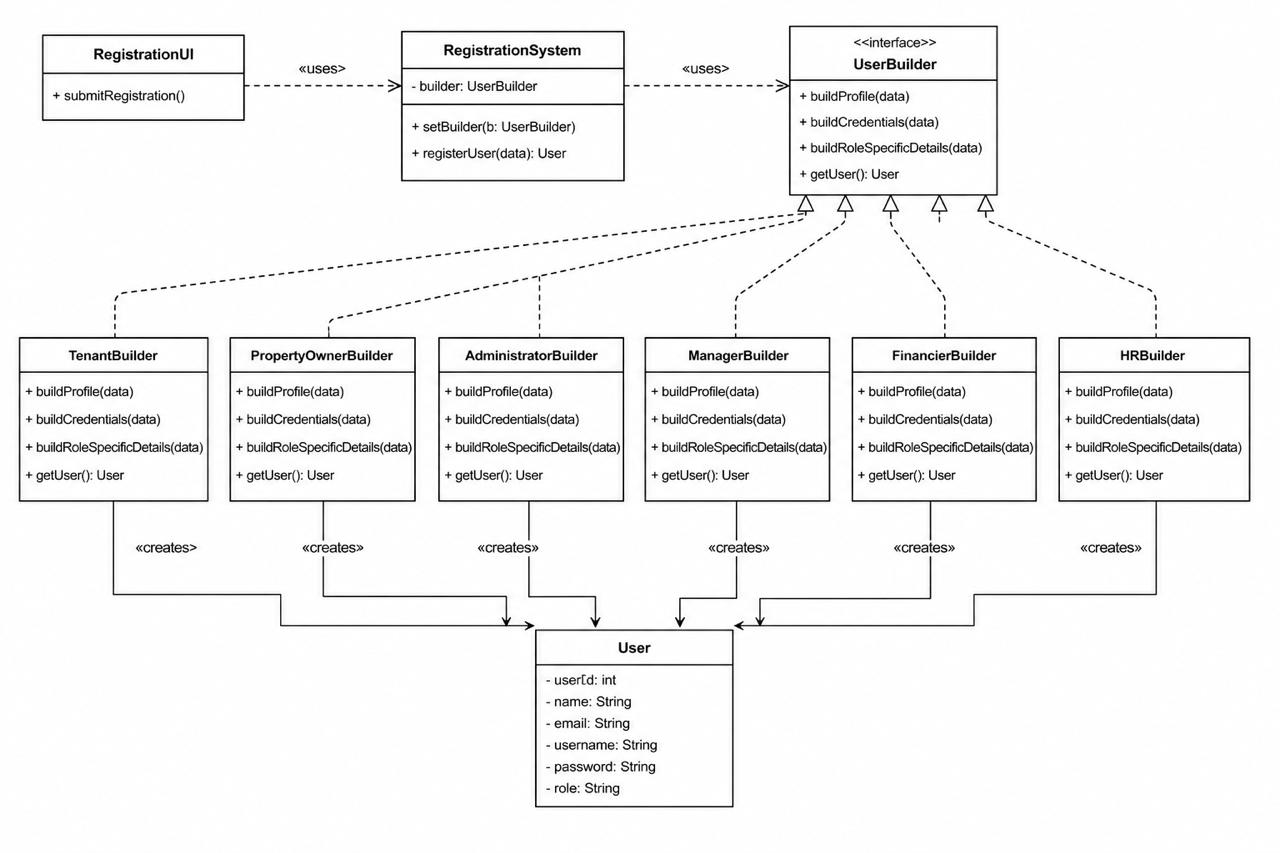 RegistrationUI
+ submitRegistration()
«uses»
RegistrationSystem
- builder: UserBuilder
+ setBuilder(b: UserBuilder)
+ registerUser(data): User
«uses»
<<interface>>
UserBuilder
+ buildProfile(data)
+ buildCredentials(data)
+ buildRoleSpecificDetails(data)
+ getUser(): User
TenantBuilder
+ buildProfile(data)
+ buildCredentials(data)
+ buildRoleSpecificDetails(data)
+ getUser(): User
PropertyOwnerBuilder
+ buildProfile(data)
+ buildCredentials(data)
+ buildRoleSpecificDetails(data)
+ getUser(): User
AdministratorBuilder
+ buildProfile(data)
+ buildCredentials(data)
+ buildRoleSpecificDetails(data)
+ getUser(): User
ManagerBuilder
+ buildProfile(data)
+ buildCredentials(data)
+ buildRoleSpecificDetails(data)
+ getUser(): User
FinancierBuilder
+ buildProfile(data)
+ buildCredentials(data)
+ buildRoleSpecificDetails(data)
+ getUser(): User
HRBuilder
+ buildProfile(data)
+ buildCredentials(data)
+ buildRoleSpecificDetails(data)
+ getUser(): User
«creates>
«creates»
«creates»
«creates»
«creates»
«creates»
User
- userId: int
- name: String
- email: String
- username: String
- password: String
- role: String